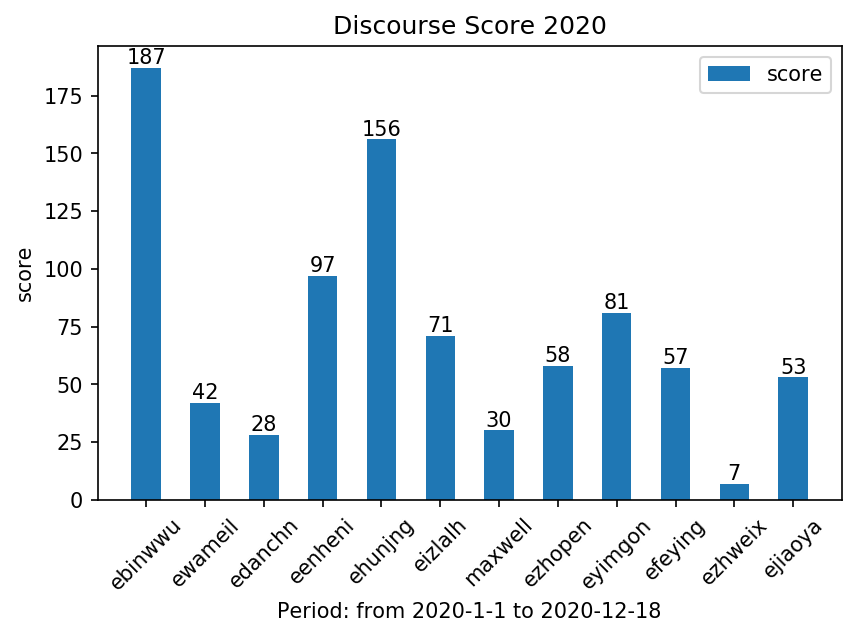 Discourse Score 2020
score
187
42
28
97
156
71
30
58
81
57
7
53
175
150
125
100
75
50
25
0
score
ebinwwu
ewameil
edanchn
eenheni
ehunjng
eizlalh
maxwell
ezhopen
eyimgon
efeying
ezhweix
ejiaoya
Period: from 2020-1-1 to 2020-12-18